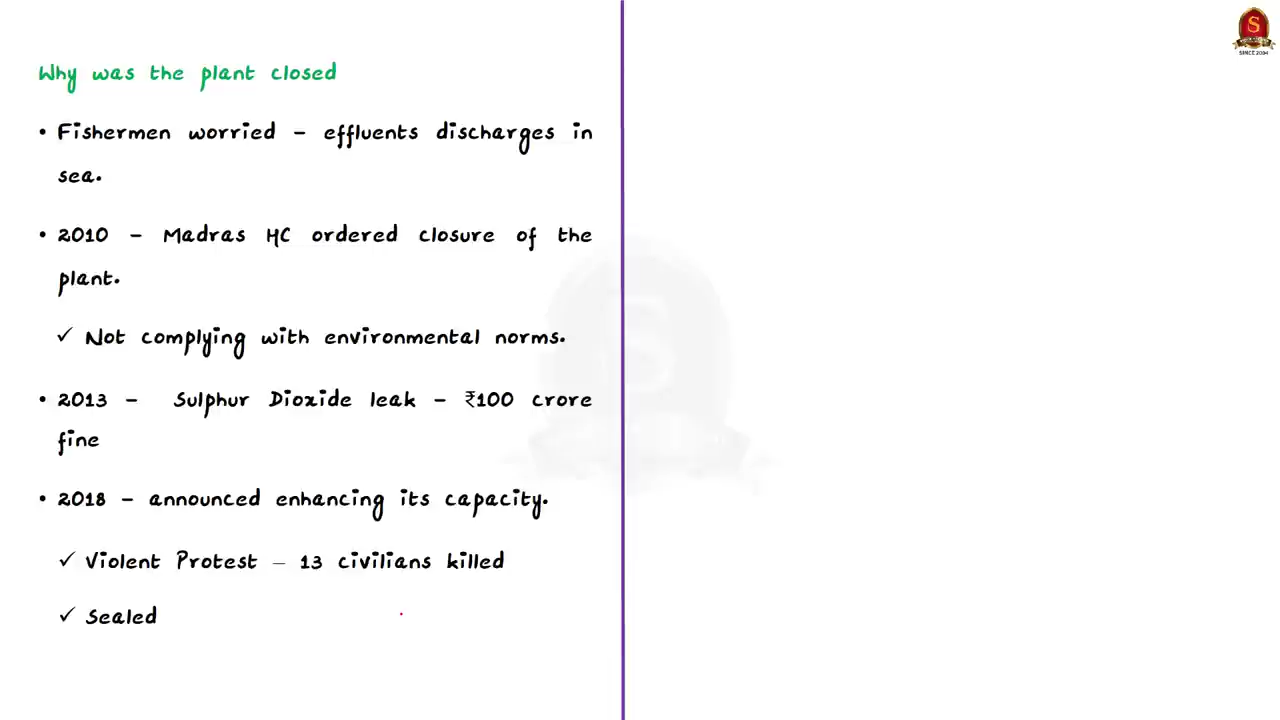 Why was the plant closed
• Fishermen worried – effluents discharges in
sea.
• 2010 – Madras HC ordered closure of the
plant.
✓ Not complying with environmental norms.
• 2013 – Sulphur Dioxide leak – ₹100 crore
fine
• 2018 – announced enhancing its capacity.
✓ Violent Protest – 13 civilians killed
✓ Sealed
S
SINCE 2004